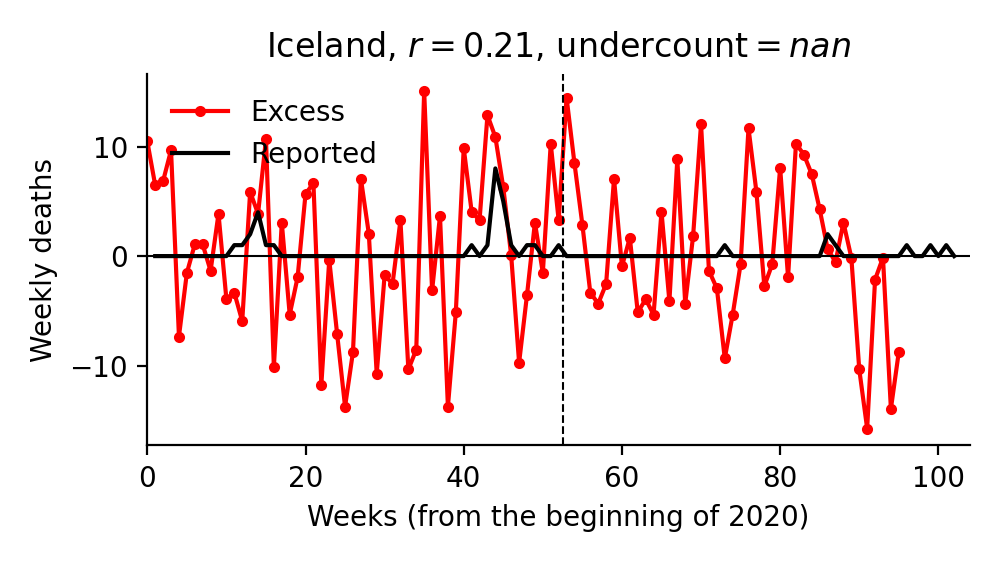 Iceland, r = 0.21, undercount = nan
Excess
Reported
Weekly deaths
10
0
−10
0 20 40 60 80 100
Weeks (from the beginning of 2020)